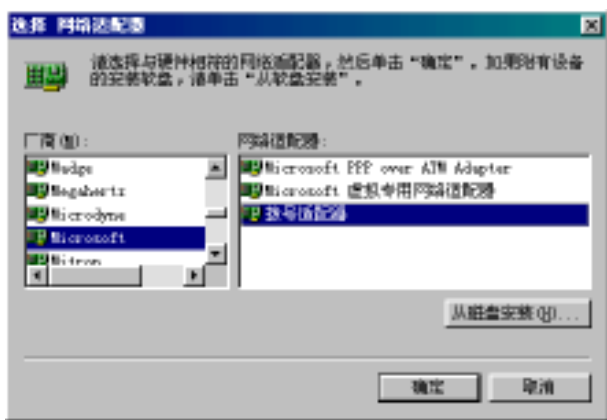 选择 网络适配器
请选择与硬件相符的网络适配器，然后单击“确定”。如果附有设备
的安装软盘，请单击“从软盘安装”。
厂商(M)：
网络适配器：
Madge
Megahertz
Microdyne
Microsoft
Mitron
Microsoft PPP over ATM Adapter
Microsoft 虚拟专用网络适配器
拨号适配器
从磁盘安装(H)...
确定
取消